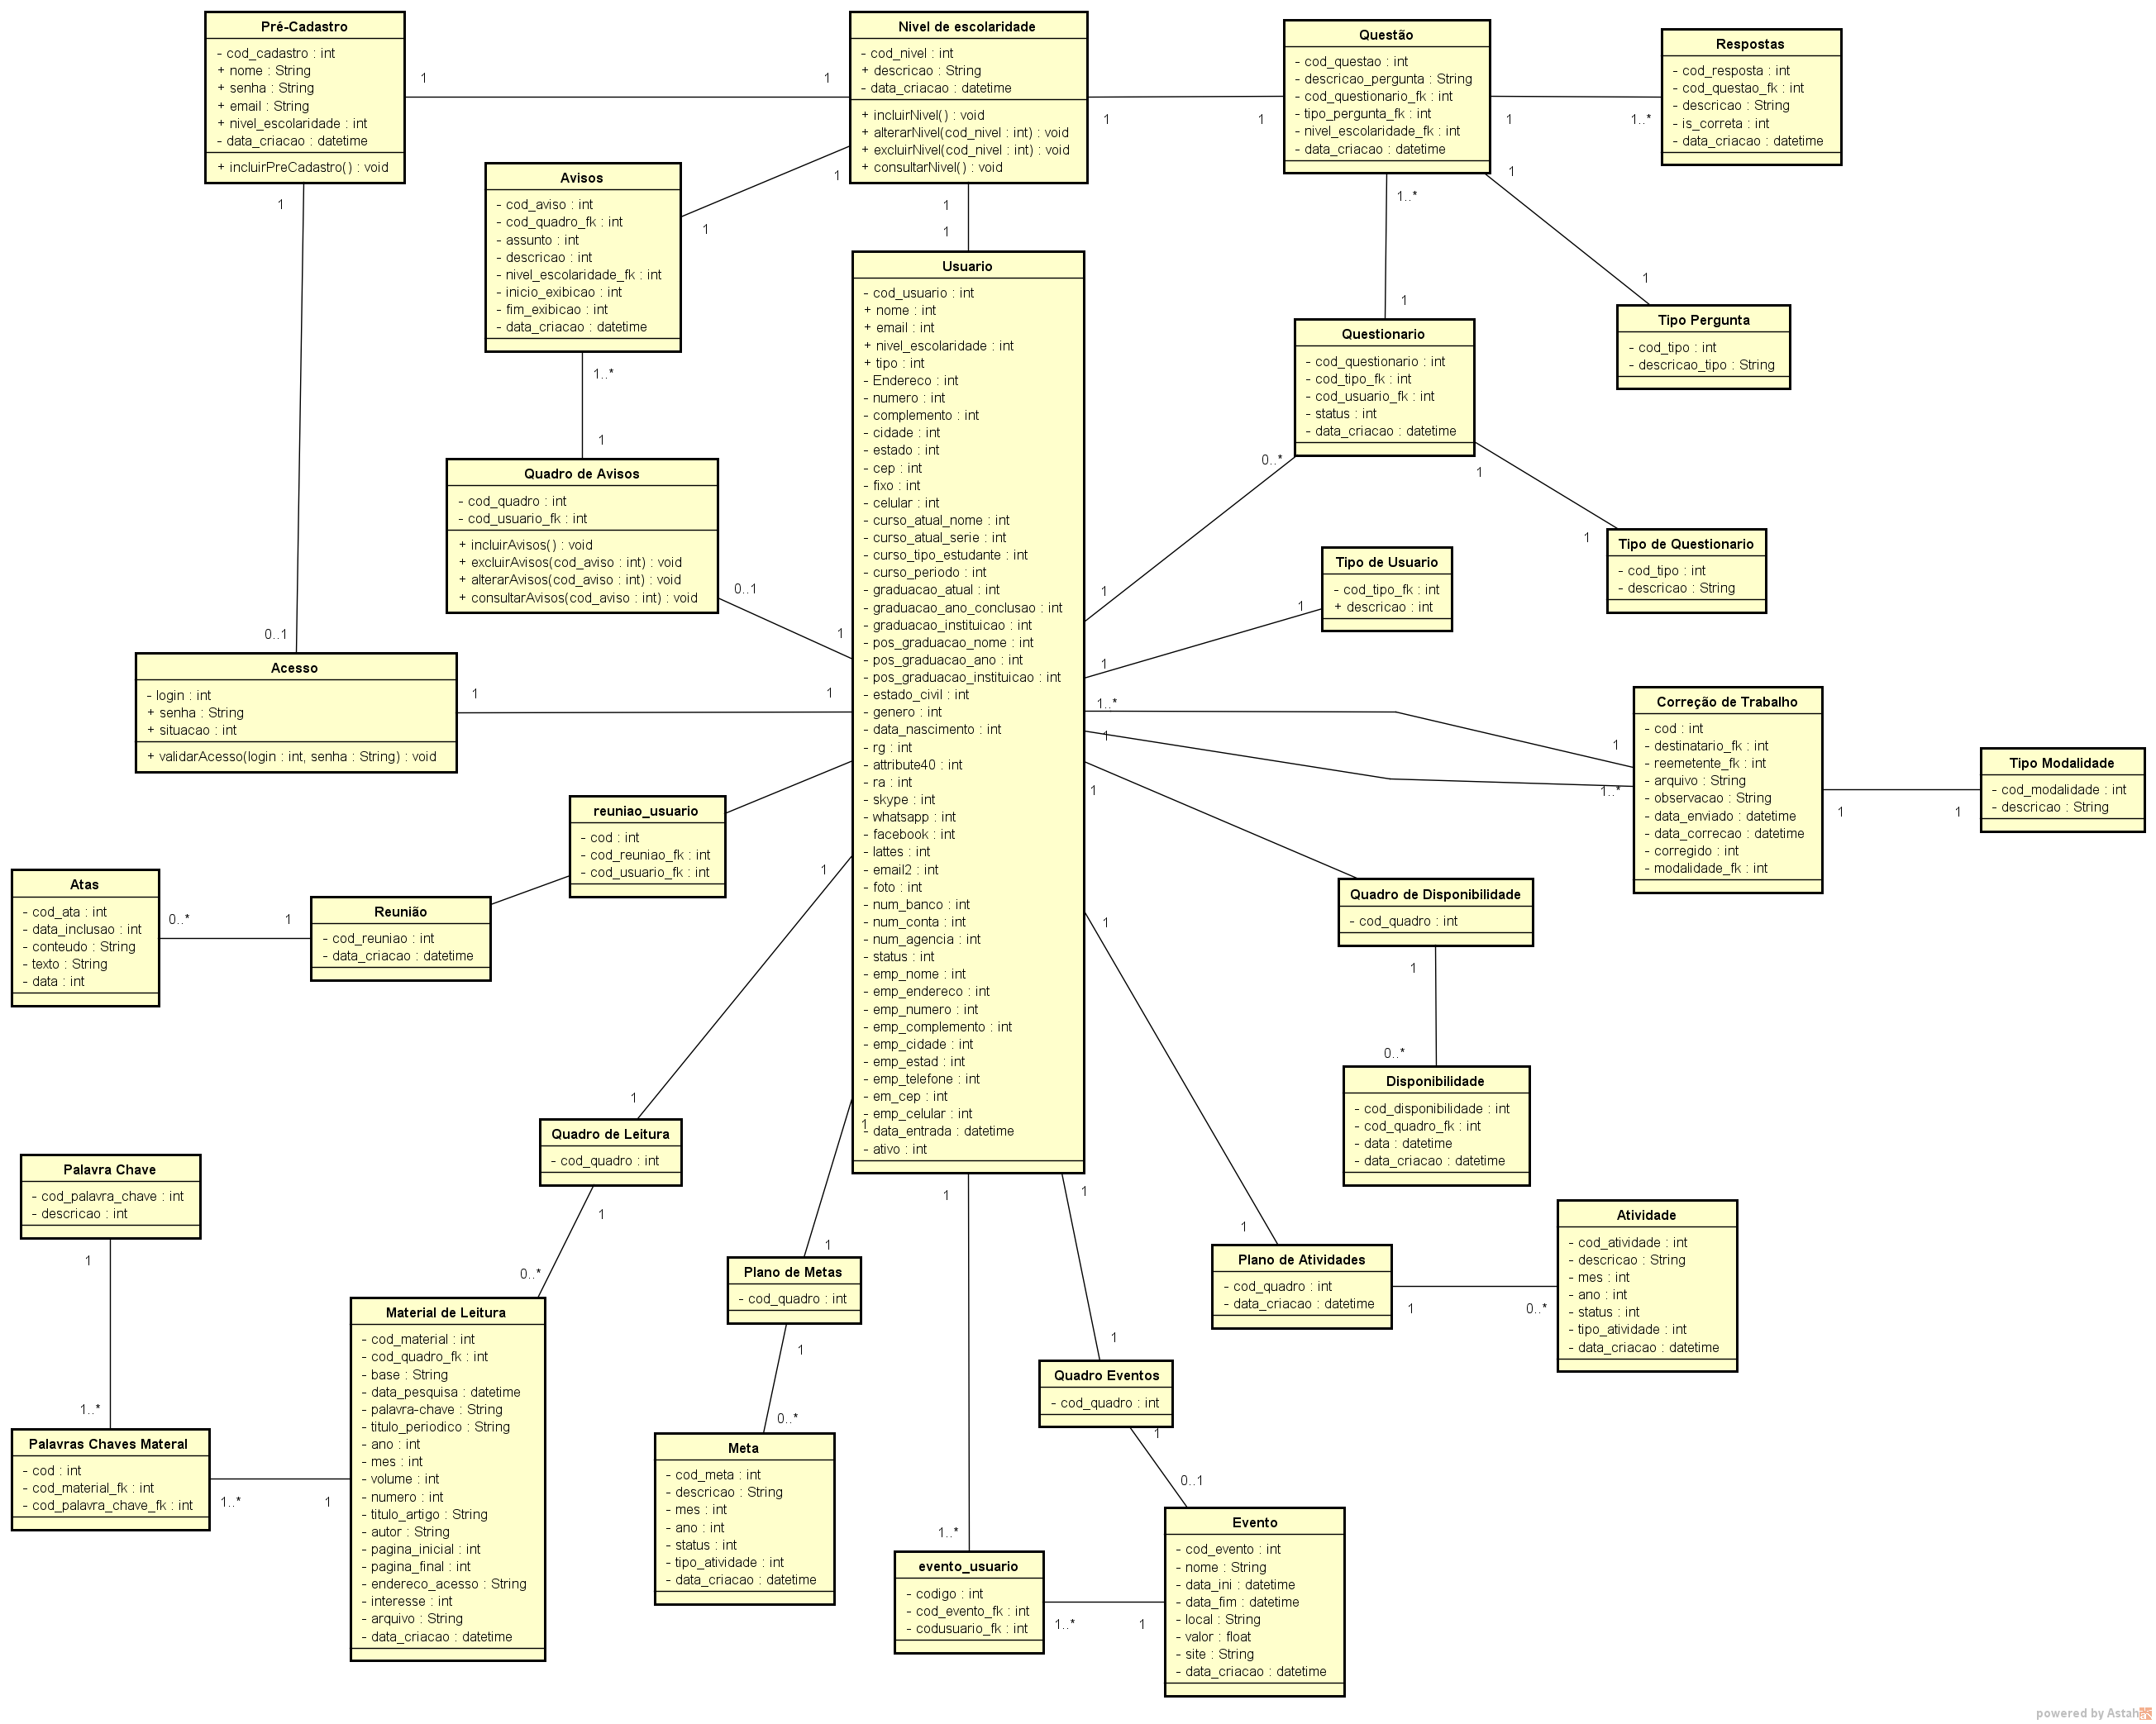 Pré-Cadastro
- cod_cadastro : int
+ nome : String
+ senha : String
+ email : String
+ nivel_escolaridade : int
- data_criacao : datetime
+ incluirPreCadastro() : void
1
1
Nivel de escolaridade
- cod_nivel : int
+ descricao : String
- data_criacao : datetime
+ incluirNivel() : void
+ alterarNivel(cod_nivel : int) : void
+ excluirNivel(cod_nivel : int) : void
+ consultarNivel() : void
1
1
Questão
- cod_questao : int
- descricao_pergunta : String
- cod_questionario_fk : int
- tipo_pergunta_fk : int
- nivel_escolaridade_fk : int
- data_criacao : datetime
1
1..*
Respostas
- cod_resposta : int
- cod_questao_fk : int
- descricao : String
- is_correta : int
- data_criacao : datetime
Avisos
- cod_aviso : int
- cod_quadro_fk : int
- assunto : int
- descricao : int
- nivel_escolaridade_fk : int
- inicio_exibicao : int
- fim_exibicao : int
- data_criacao : datetime
1
1
1
1
1
1
1
1..*
1
Usuario
- cod_usuario : int
+ nome : int
+ email : int
+ nivel_escolaridade : int
+ tipo : int
- Endereco : int
- numero : int
- complemento : int
- cidade : int
- estado : int
- cep : int
- fixo : int
- celular : int
- curso_atual_nome : int
- curso_atual_serie : int
- curso_tipo_estudante : int
- curso_periodo : int
- graduacao_atual : int
- graduacao_ano_conclusao : int
- graduacao_instituicao : int
- pos_graduacao_nome : int
- pos_graduacao_ano : int
- pos_graduacao_instituicao : int
- estado_civil : int
- genero : int
- data_nascimento : int
- rg : int
- attribute40 : int
- ra : int
- skype : int
- whatsapp : int
- facebook : int
- lattes : int
- email2 : int
- foto : int
- num_banco : int
- num_conta : int
- num_agencia : int
- status : int
- emp_nome : int
- emp_endereco : int
- emp_numero : int
- emp_complemento : int
- emp_cidade : int
- emp_estad : int
- emp_telefone : int
- em_cep : int
- emp_celular : int
- data_entrada : datetime
- ativo : int
Tipo Pergunta
- cod_tipo : int
- descricao_tipo : String
Questionario
- cod_questionario : int
- cod_tipo_fk : int
- cod_usuario_fk : int
- status : int
- data_criacao : datetime
1..*
1
0..*
1
1
1
Quadro de Avisos
- cod_quadro : int
- cod_usuario_fk : int
+ incluirAvisos() : void
+ excluirAvisos(cod_aviso : int) : void
+ alterarAvisos(cod_aviso : int) : void
+ consultarAvisos(cod_aviso : int) : void
0..1
1
Tipo de Questionario
- cod_tipo : int
- descricao : String
Tipo de Usuario
- cod_tipo_fk : int
+ descricao : int
1
1
0..1
Acesso
- login : int
+ senha : String
+ situacao : int
+ validarAcesso(login : int, senha : String) : void
1
1
1..*
1
1
1..*
Correção de Trabalho
- cod : int
- destinatario_fk : int
- reemetente_fk : int
- arquivo : String
- observacao : String
- data_enviado : datetime
- data_correcao : datetime
- corregido : int
- modalidade_fk : int
1
1
Tipo Modalidade
- cod_modalidade : int
- descricao : String
reuniao_usuario
- cod : int
- cod_reuniao_fk : int
- cod_usuario_fk : int
Atas
- cod_ata : int
- data_inclusao : int
- conteudo : String
- texto : String
- data : int
0..*
1
Reunião
- cod_reuniao : int
- data_criacao : datetime
1
1
1
Quadro de Disponibilidade
- cod_quadro : int
1
0..*
Disponibilidade
- cod_disponibilidade : int
- cod_quadro_fk : int
- data : datetime
- data_criacao : datetime
1
Quadro de Leitura
- cod_quadro : int
1
0..*
1
Palavra Chave
- cod_palavra_chave : int
- descricao : int
1
1..*
Palavras Chaves Materal
- cod : int
- cod_material_fk : int
- cod_palavra_chave_fk : int
1..*
1
Material de Leitura
- cod_material : int
- cod_quadro_fk : int
- base : String
- data_pesquisa : datetime
- palavra-chave : String
- titulo_periodico : String
- ano : int
- mes : int
- volume : int
- numero : int
- titulo_artigo : String
- autor : String
- pagina_inicial : int
- pagina_final : int
- endereco_acesso : String
- interesse : int
- arquivo : String
- data_criacao : datetime
1
Plano de Metas
- cod_quadro : int
1
0..*
Meta
- cod_meta : int
- descricao : String
- mes : int
- ano : int
- status : int
- tipo_atividade : int
- data_criacao : datetime
1
1..*
evento_usuario
- codigo : int
- cod_evento_fk : int
- codusuario_fk : int
1..*
1
1
1
Quadro Eventos
- cod_quadro : int
1
0..1
Evento
- cod_evento : int
- nome : String
- data_ini : datetime
- data_fim : datetime
- local : String
- valor : float
- site : String
- data_criacao : datetime
1
Plano de Atividades
- cod_quadro : int
- data_criacao : datetime
1
0..*
Atividade
- cod_atividade : int
- descricao : String
- mes : int
- ano : int
- status : int
- tipo_atividade : int
- data_criacao : datetime
powered by Astah